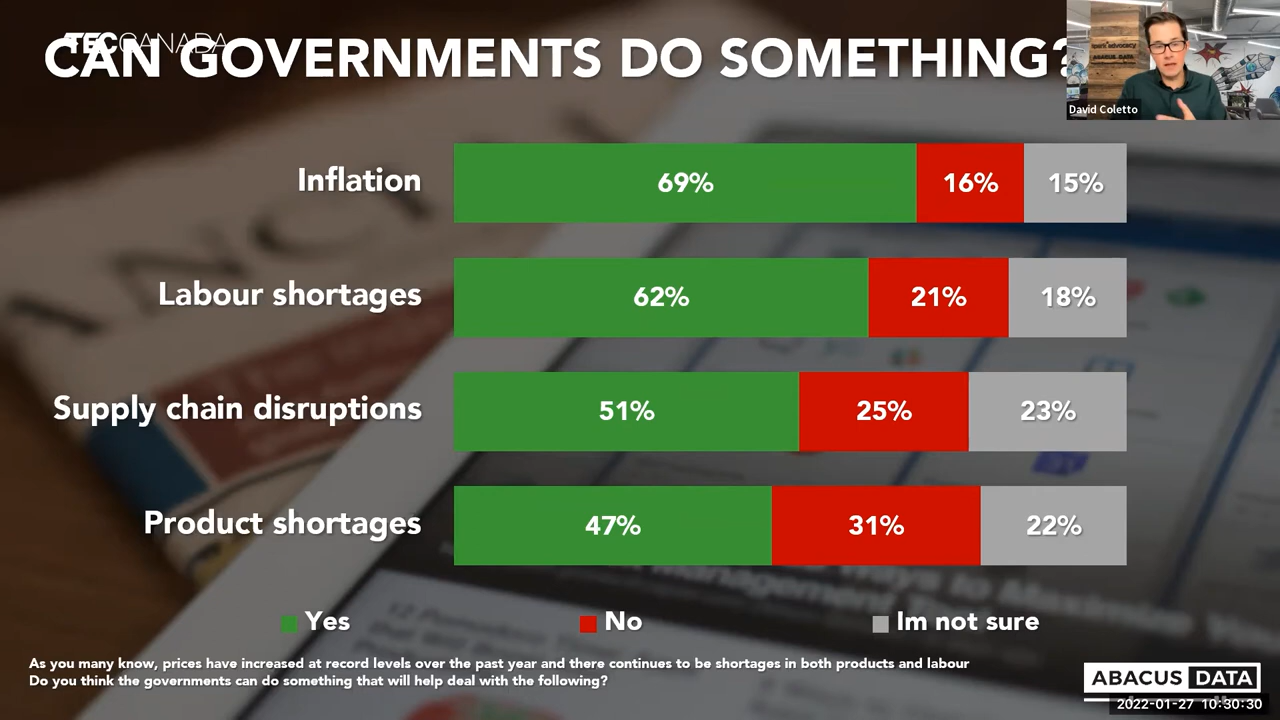 TEC CANADA
CAN GOVERNMENTS DO SOMETHING?
David Coletto
Inflation
69%
16%
15%
Labour shortages
62%
21%
18%
Supply chain disruptions
51%
25%
23%
Product shortages
47%
31%
22%
Yes
No
Im not sure
As you many know, prices have increased at record levels over the past year and there continues to be shortages in both products and labour
Do you think the governments can do something that will help deal with the following?
ABACUS DATA
2022-01-27 10:30:30